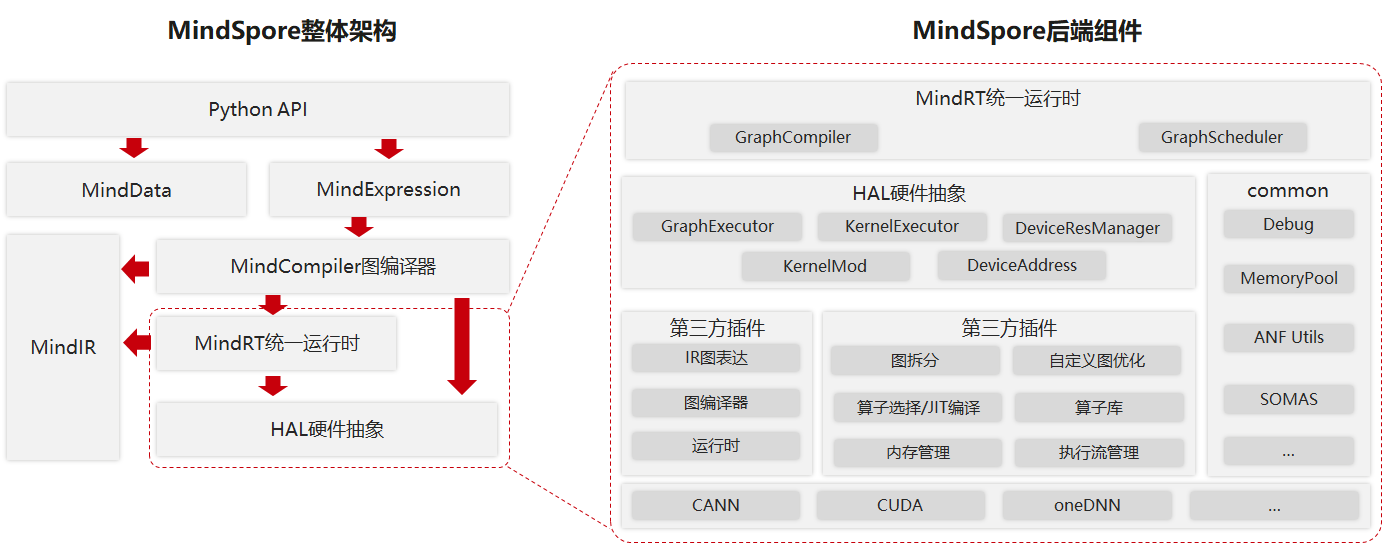 MindSpore整体架构
Python API
MindData
MindExpression
MindCompiler图编译器
MindIR
MindRT统一运行时
HAL硬件抽象
MindSpore后端组件
MindRT统一运行时
GraphCompiler
GraphScheduler
HAL硬件抽象
GraphExecutor
KernelExecutor
DeviceResManager
KernelMod
DeviceAddress
common
Debug
MemoryPool
ANF Utils
SOMAS
...
第三方插件
IR图表达
图编译器
运行时
第三方插件
图拆分
自定义图优化
算子选择/JIT编译
算子库
内存管理
执行流管理
CANN
CUDA
oneDNN
...